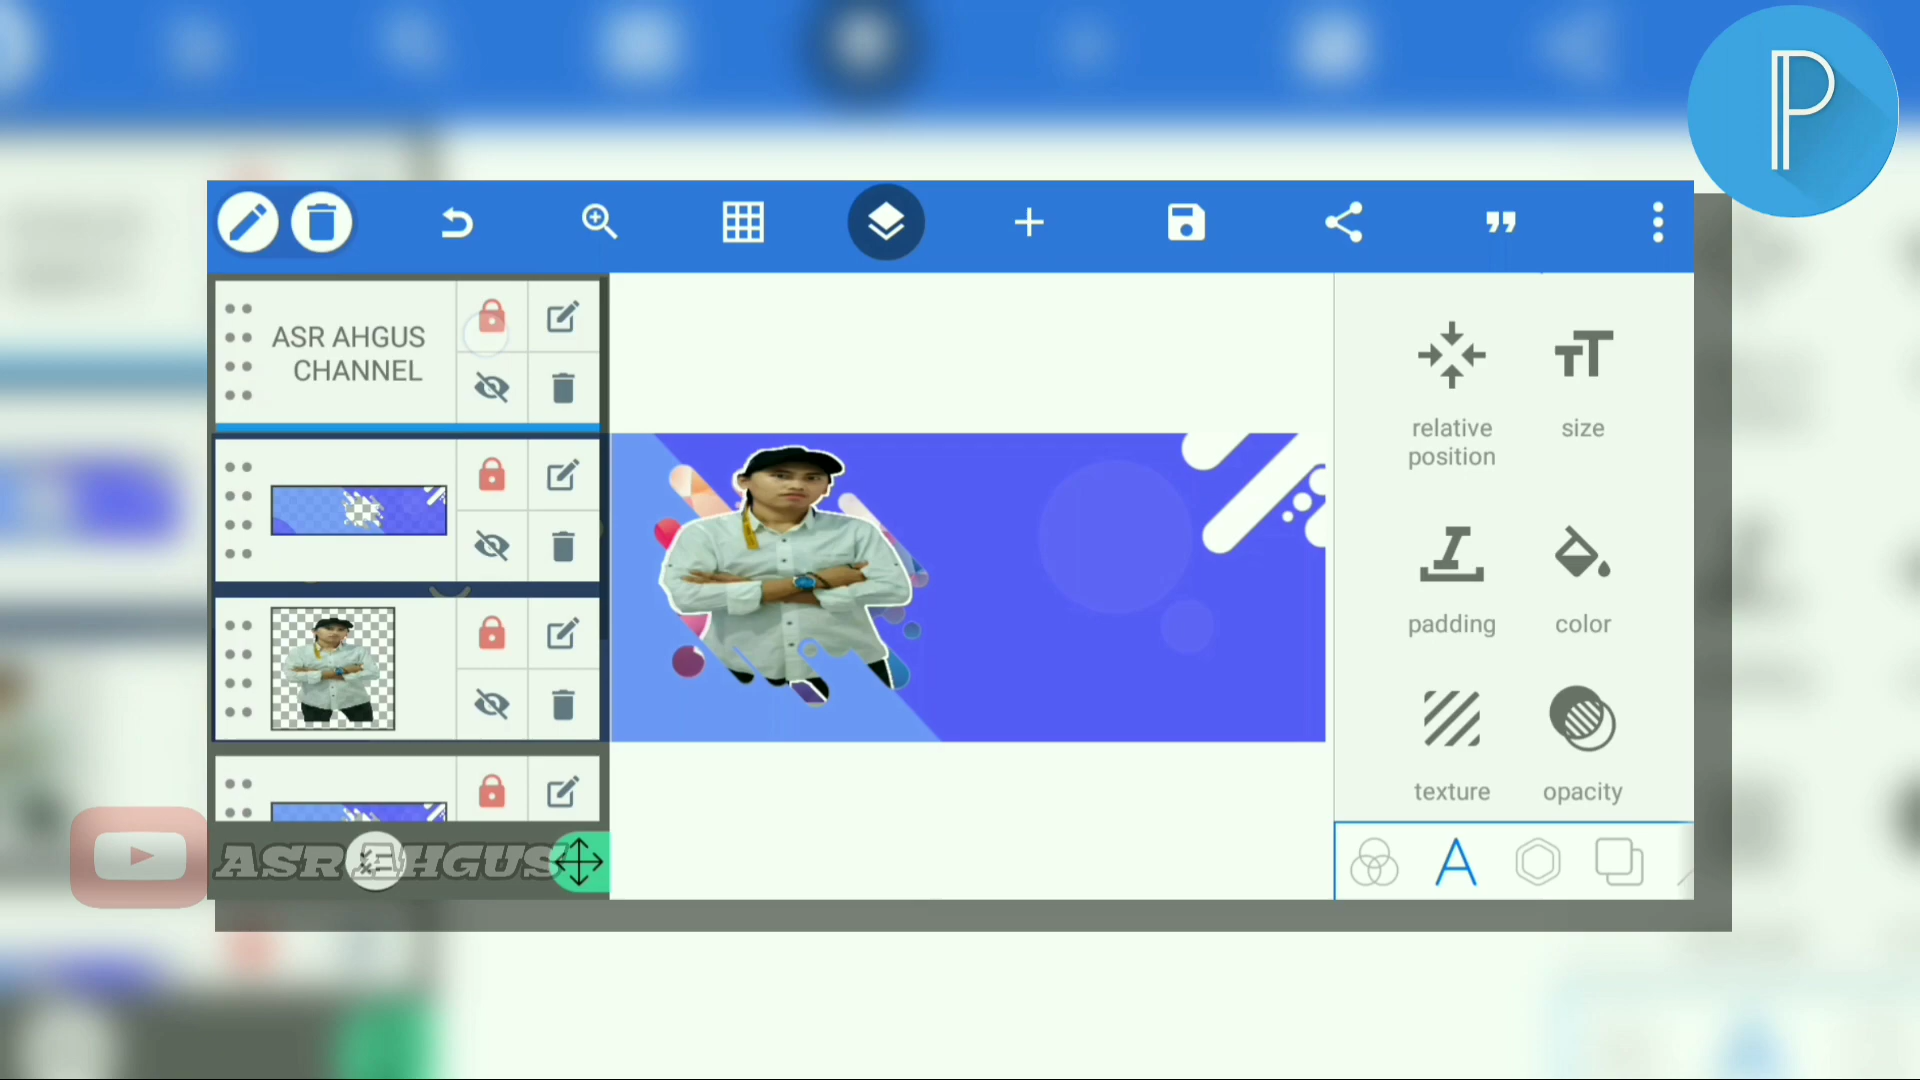 ASR AHGUS
CHANNEL
relative
position
size
padding
color
texture
opacity
ASR AHGUS